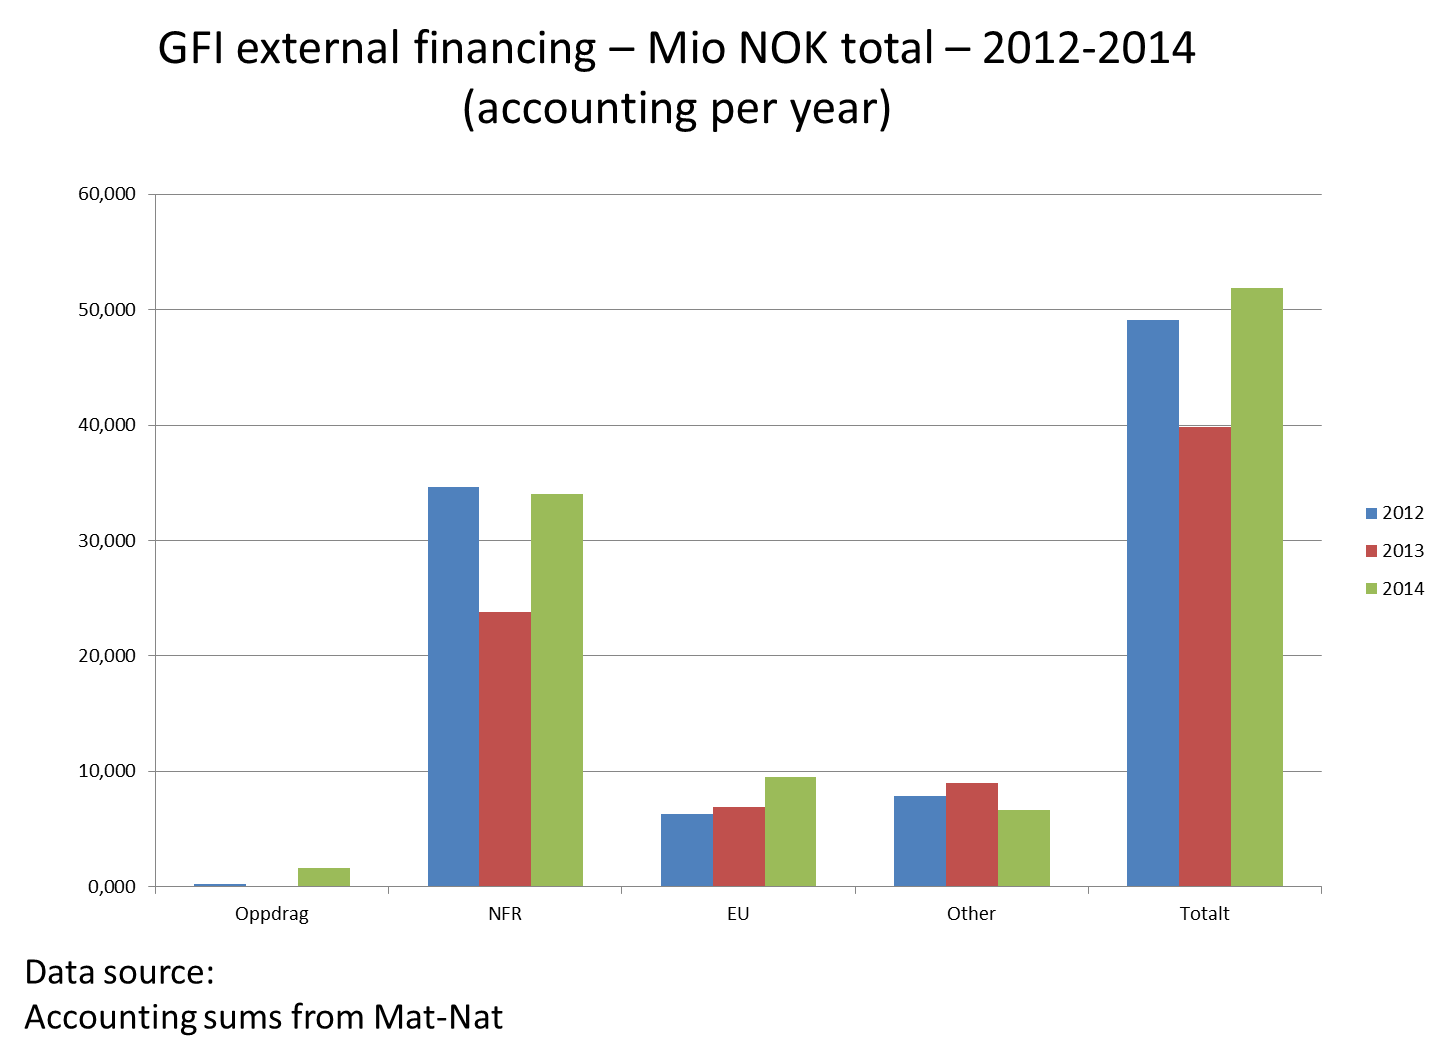 GFI external financing – Mio NOK total – 2012-2014
(accounting per year)
60,000
50,000
40,000
30,000
20,000
10,000
0,000
Oppdrag
NFR
EU
Other
Totalt
2012
2013
2014
Data source:
Accounting sums from Mat-Nat